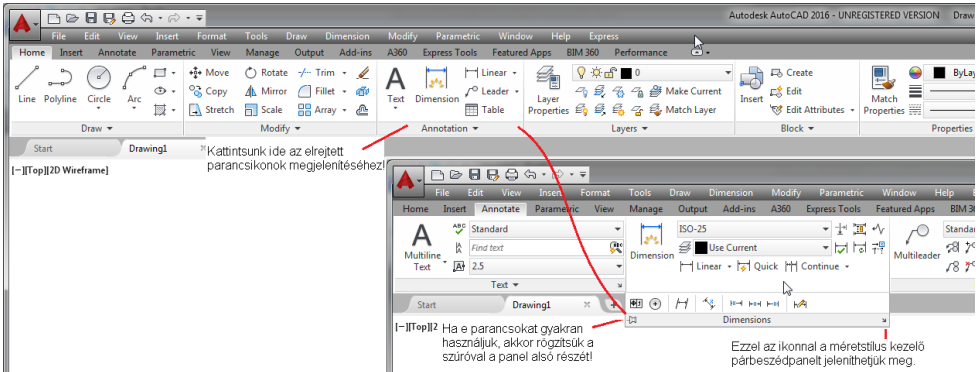 Autodesk AutoCAD 2016 - UNREGISTERED VERSION Draw
File Edit View Insert Format Tools Draw Dimension Modify Parametric Window Help Express
Home Insert Annotate Parametric View Manage Output Add-ins A360 Express Tools Featured Apps BIM 360 Performance
Move Rotate Trim Linear 0 Create ByLay
Copy Mirror Fillet Leader Make Current Edit
Line Polyline Circle Arc Text Dimension Layer Properties Insert Match Properties
Stretch Scale Array Table Match Layer Edit Attributes
Draw Modify Annotation Layers Block Properties
Start Drawing1
Kattintsunk ide az elrejtett
parancsikonok megjelenítéséhez!
[−][Top][2D Wireframe]
File Edit View Insert Format Tools Draw Dimension Modify Parametric Window Help
Home Insert Annotate Parametric View Manage Output Add-ins A360 Express Tools Featured Apps BIM 36
ABC Standard ISO-25 Standar
Find text Use Current
Multiline Text Dimension Multileader
2.5 Linear Quick Continue
Text
Start Drawing1
Dimensions
[−][Top][2
Ha e parancsokat gyakran
használjuk, akkor rögzítsük a
szúróval a panel alsó részét!
Ezzel az ikonnal a méretstílus kezelő
párbeszédpanelt jeleníthetjük meg.